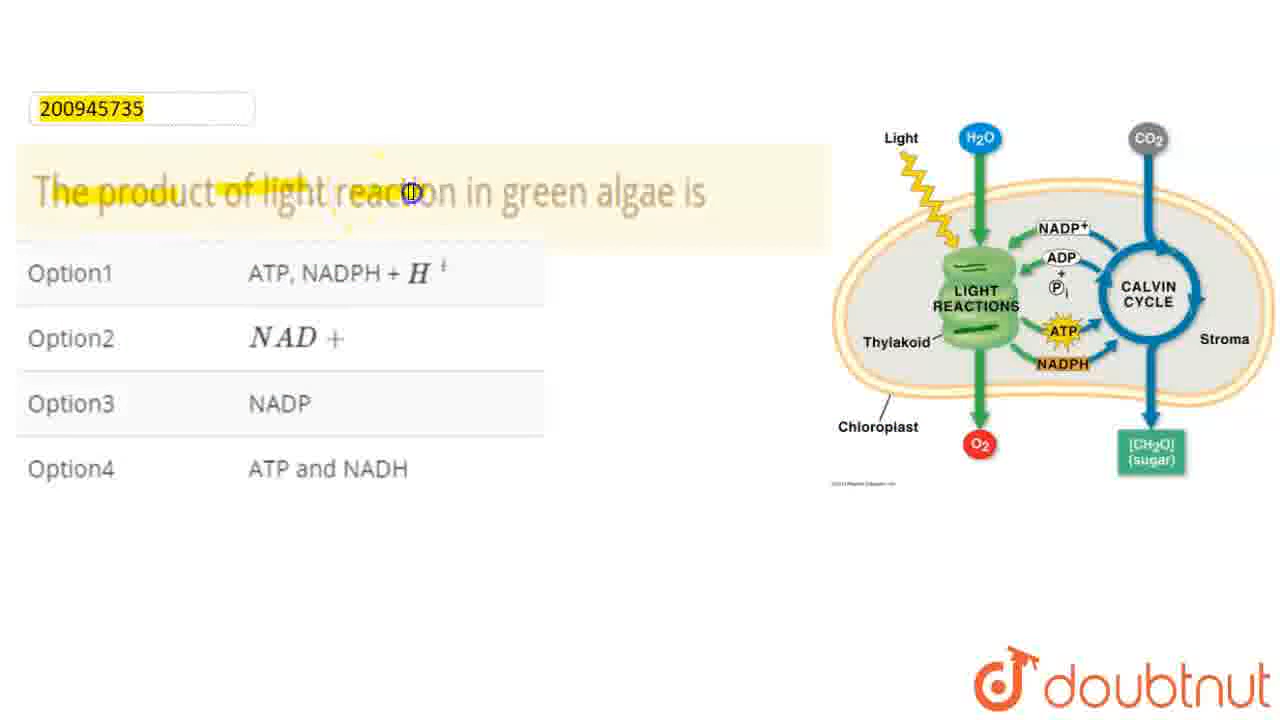 200945735
The product of light reaction in green algae is
Option1 ATP, NADPH + H⁺
Option2 NAD +
Option3 NADP
Option4 ATP and NADH
Light
H₂O
CO₂
NADP⁺
ADP
+
Pᵢ
LIGHT
REACTIONS
CALVIN
CYCLE
ATP
Thylakoid
Stroma
NADPH
Chloroplast
O₂
[CH₂O]
(sugar)
doubtnut